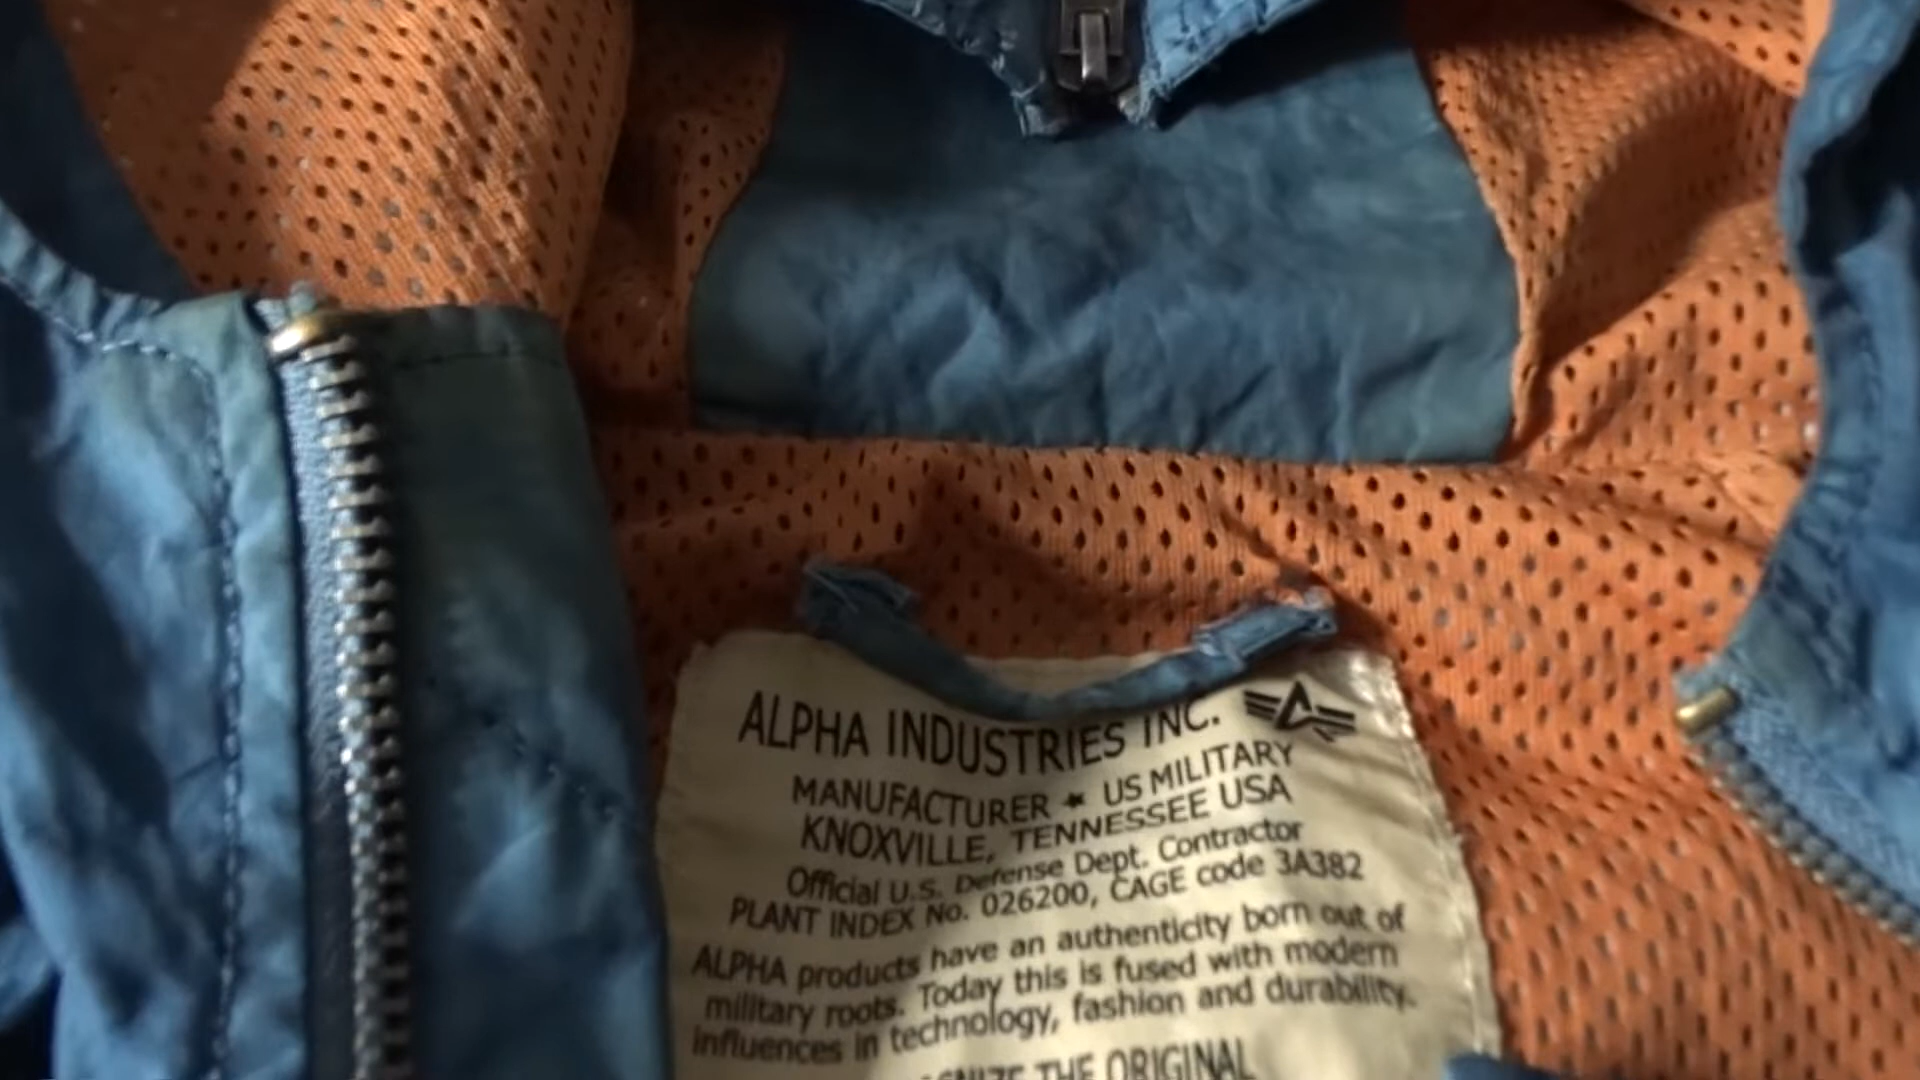 ALPHA INDUSTRIES INC.
MANUFACTURER ★ US MILITARY
KNOXVILLE, TENNESSEE USA
Official U.S. Defense Dept. Contractor
PLANT INDEX No. 026200, CAGE code 3A382
ALPHA products have an authenticity born out of
military roots. Today this is fused with modern
influences in technology, fashion and durability.
THE ORIGINAL